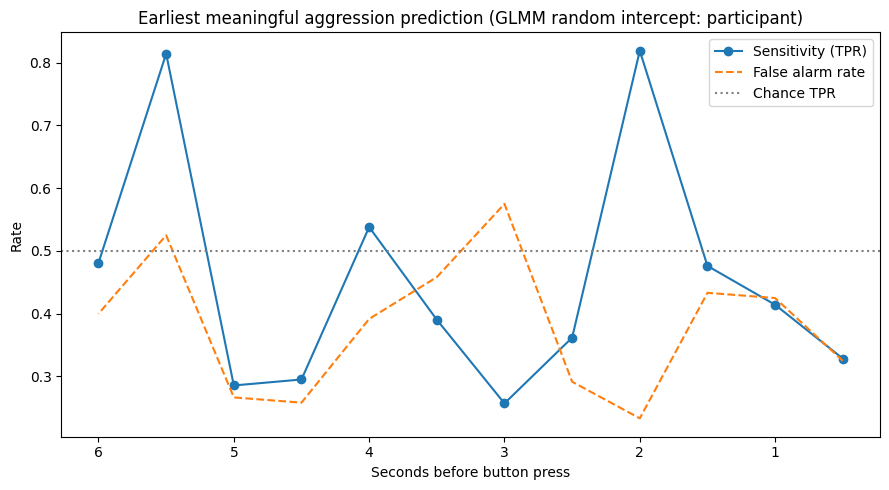 Earliest meaningful aggression prediction (GLMM random intercept: participant)
Sensitivity (TPR)
False alarm rate
Chance TPR
0.8
0.7
0.6
0.5
0.4
0.3
Rate
6 5 4 3 2 1
Seconds before button press